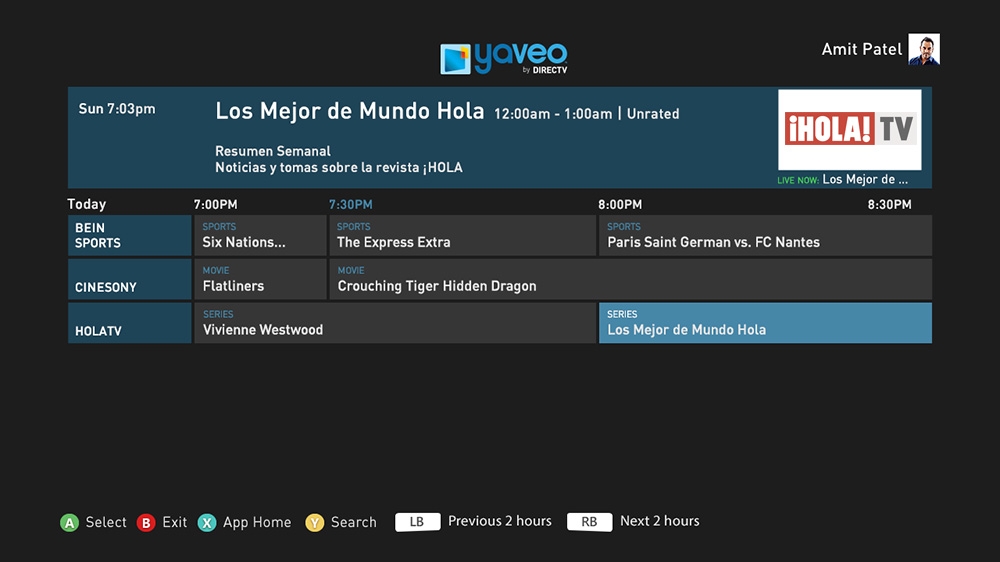 yaveo
by DIRECTV
Amit Patel
Sun 7:03pm
Los Mejor de Mundo Hola 12:00am - 1:00am | Unrated
Resumen Semanal
Noticias y tomas sobre la revista ¡HOLA
¡HOLA! TV
LIVE NOW: Los Mejor de ...
Today 7:00PM 7:30PM 8:00PM 8:30PM
BEIN
SPORTS
SPORTS
Six Nations...
SPORTS
The Express Extra
SPORTS
Paris Saint German vs. FC Nantes
CINESONY
MOVIE
Flatliners
MOVIE
Crouching Tiger Hidden Dragon
HOLATV
SERIES
Vivienne Westwood
SERIES
Los Mejor de Mundo Hola
A Select B Exit X App Home Y Search LB Previous 2 hours RB Next 2 hours